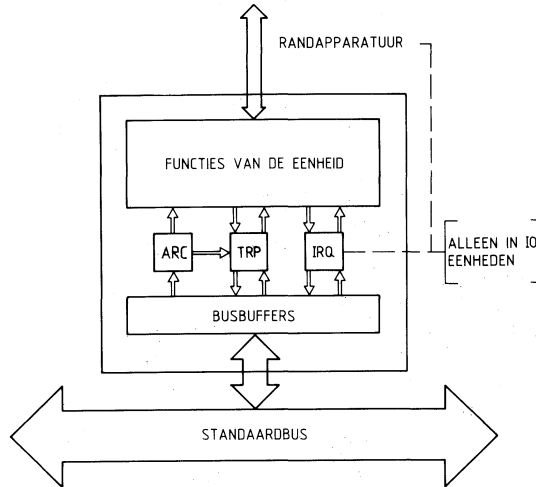 RANDAPPARATUUR
FUNCTIES VAN DE EENHEID
ARC
TRP
IRQ
ALLEEN IN IO
EENHEDEN
BUSBUFFERS
STANDAARDBUS